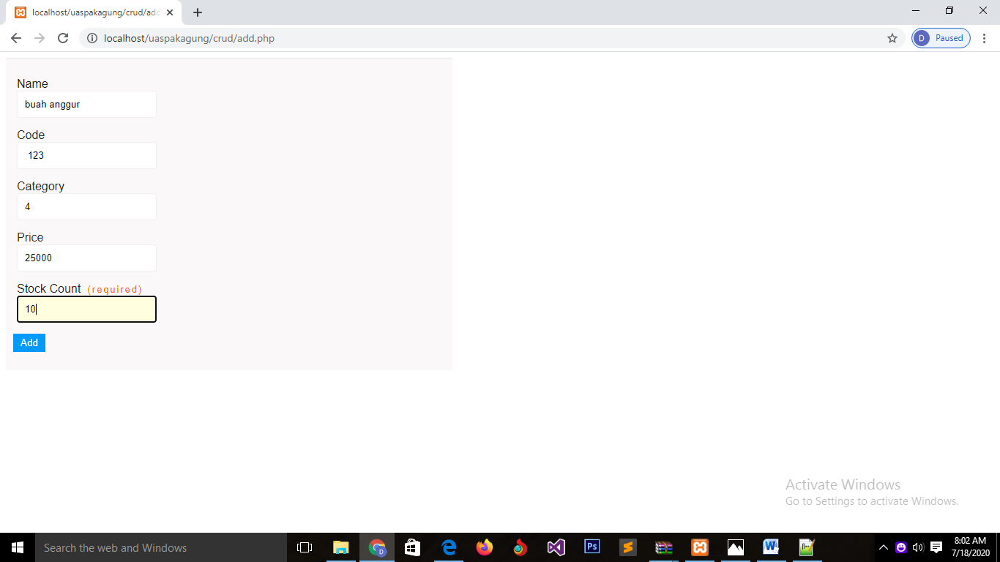 localhost/uaspakagung/crud/add
localhost/uaspakagung/crud/add.php
D Paused
Name
buah anggur
Code
123
Category
4
Price
25000
Stock Count (required)
10
Add
Activate Windows
Go to Settings to activate Windows.
Search the web and Windows
D
Ps
W
8:02 AM
7/18/2020